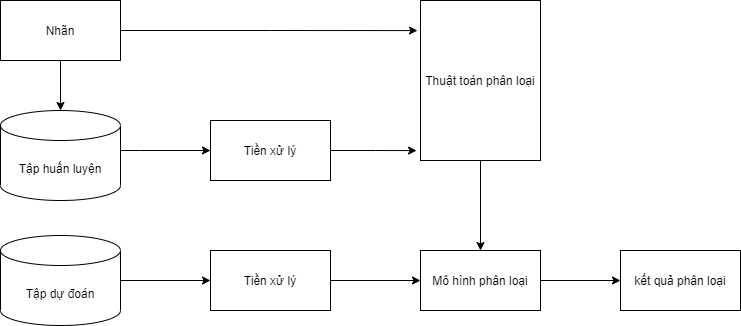 Nhãn
Thuật toán phân loại
Tập huấn luyện
Tiền xử lý
Tập dự đoán
Tiền xử lý
Mô hình phân loại
kết quả phân loại